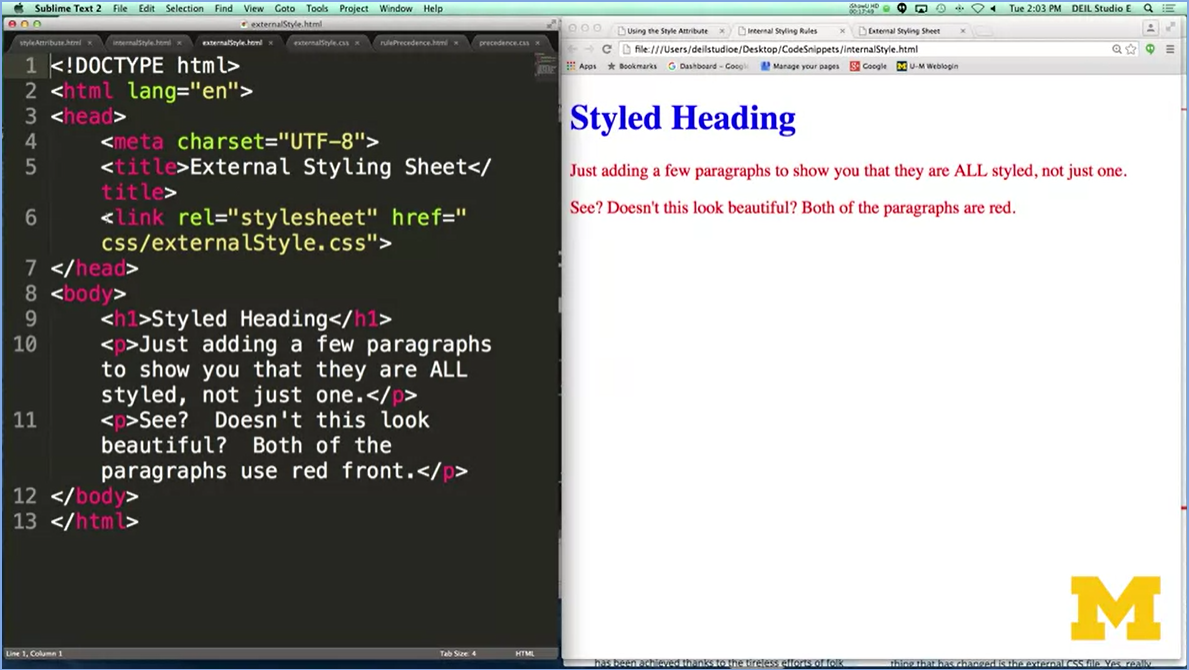 Sublime Text 2 File Edit Selection Find View Goto Tools Project Window Help
iShowU HD
00:17:48
Tue 2:03 PM DEIL Studio E
externalStyle.html
styleAttribute.html internalStyle.html externalStyle.html externalStyle.css rulePrecedence.html precedence.css
1 <!DOCTYPE html>
2 <html lang="en">
3 <head>
4 <meta charset="UTF-8">
5 <title>External Styling Sheet</
title>
6 <link rel="stylesheet" href="
css/externalStyle.css">
7 </head>
8 <body>
9 <h1>Styled Heading</h1>
10 <p>Just adding a few paragraphs
to show you that they are ALL
styled, not just one.</p>
11 <p>See?  Doesn't this look
beautiful?  Both of the
paragraphs use red front.</p>
12 </body>
13 </html>
Line 1, Column 1 Tab Size: 4 HTML
Using the Style Attribute Internal Styling Rules External Styling Sheet
file:///Users/deilstudioe/Desktop/CodeSnippets/internalStyle.html
Apps Bookmarks Dashboard – Googl Manage your pages Google U-M Weblogin
Styled Heading
Just adding a few paragraphs to show you that they are ALL styled, not just one.
See? Doesn't this look beautiful? Both of the paragraphs are red.
M
has been achieved thanks to the tireless efforts of folk
thing that has changed is the external CSS file. Yes, really